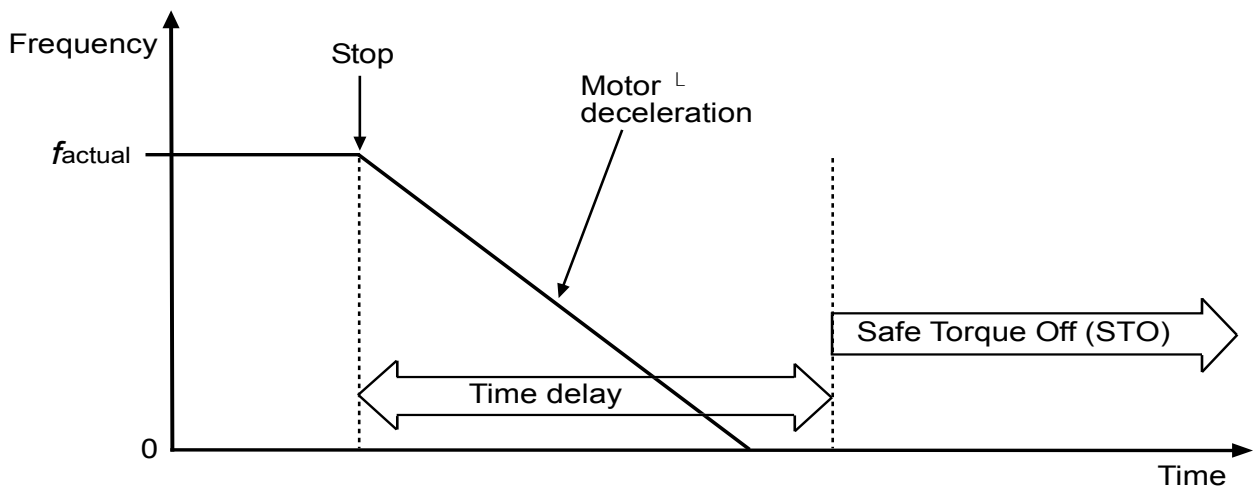 Frequency
Stop
Motor └
deceleration
factual
Safe Torque Off (STO)
Time delay
0
Time